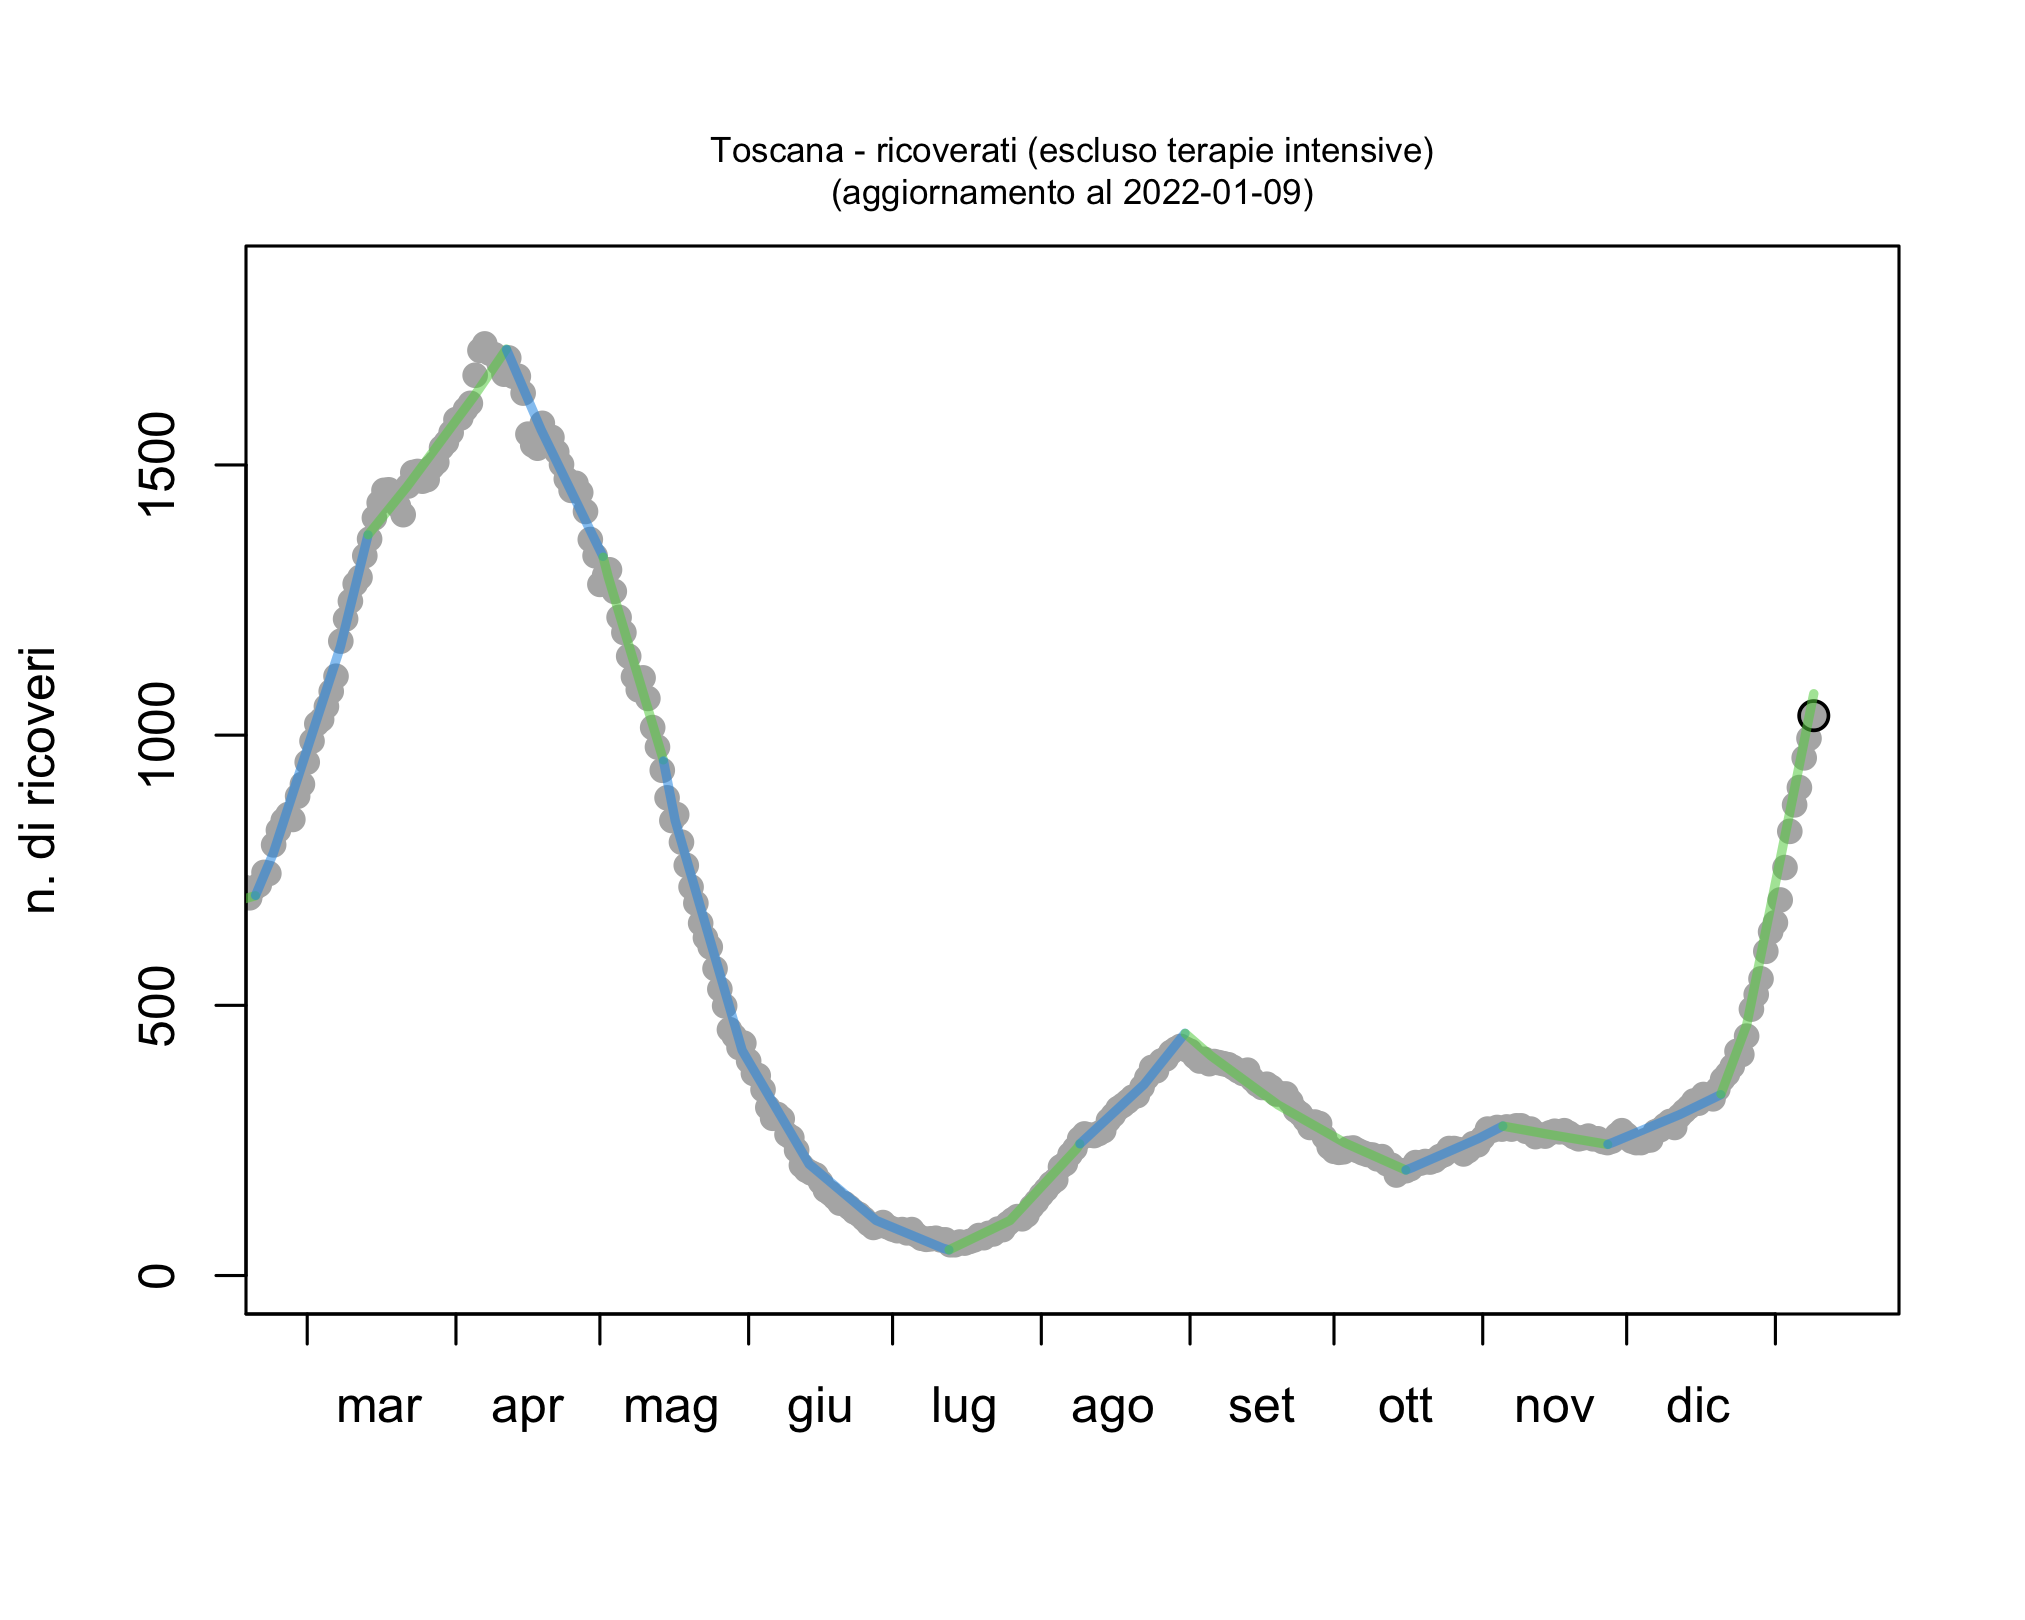 Toscana - ricoverati (escluso terapie intensive)
(aggiornamento al 2022-01-09)
n. di ricoveri
1500
1000
500
0
mar apr mag giu lug ago set ott nov dic